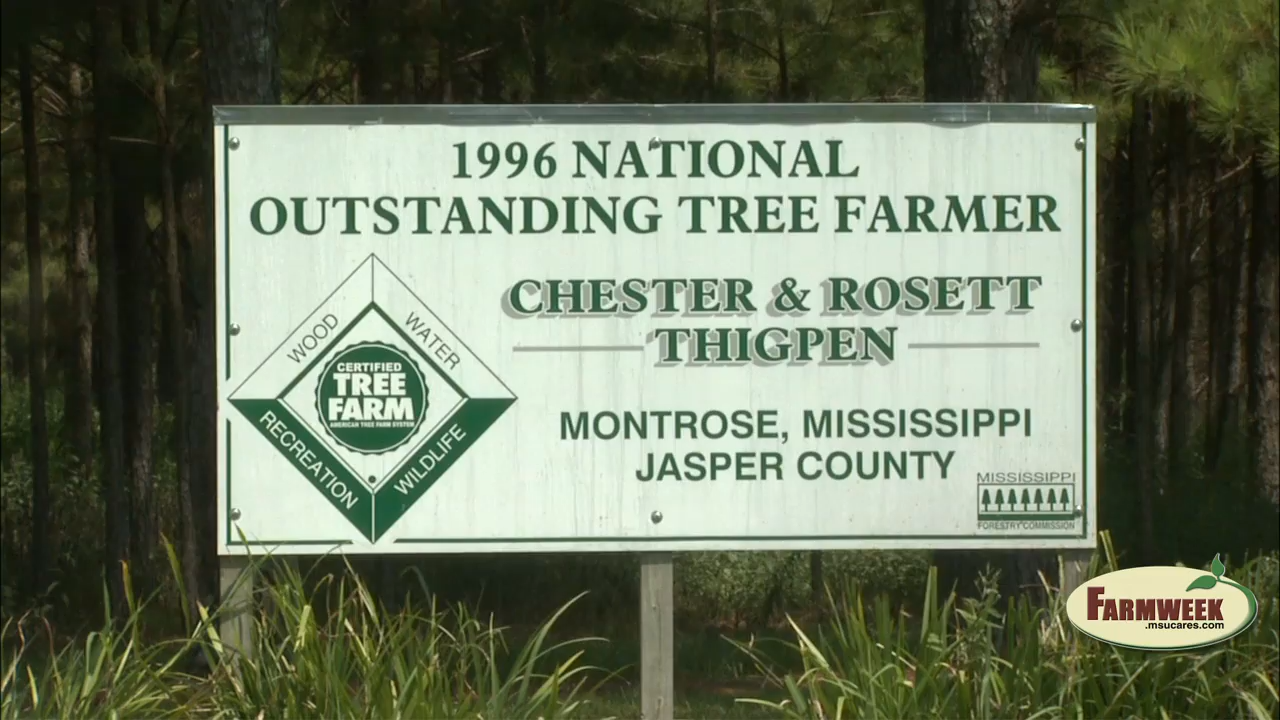 1996 NATIONAL
OUTSTANDING TREE FARMER
CHESTER & ROSETT
THIGPEN
WOOD
WATER
CERTIFIED
TREE
FARM
AMERICAN TREE FARM SYSTEM
RECREATION
WILDLIFE
MONTROSE, MISSISSIPPI
JASPER COUNTY
MISSISSIPPI
FORESTRY COMMISSION
FARMWEEK
.msucares.com